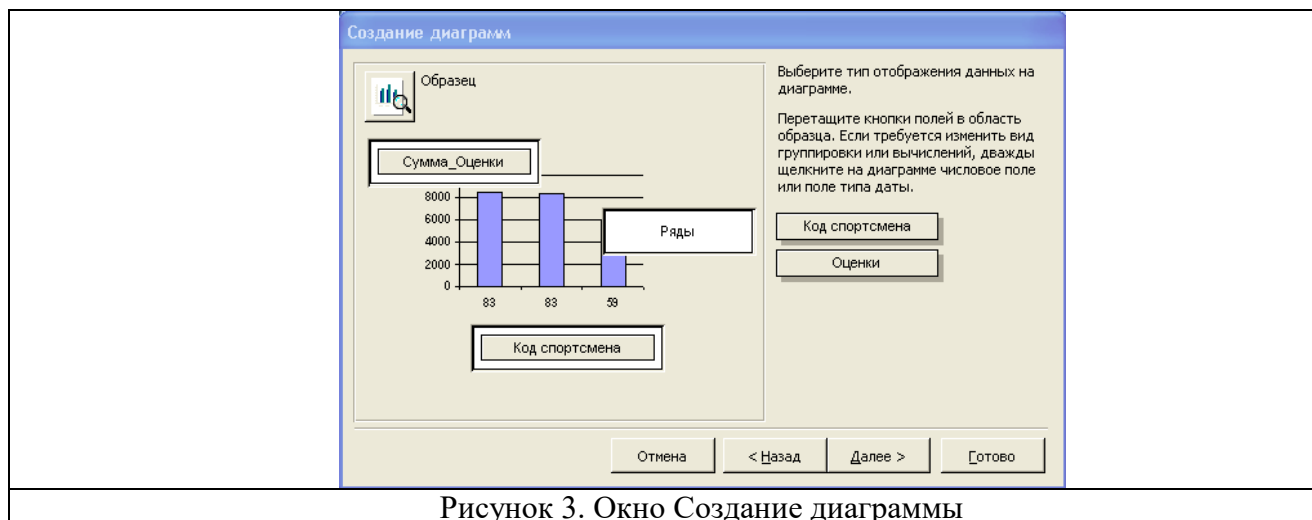 Создание диаграмм
Образец
Сумма_Оценки
8000
6000
4000
2000
0
83 83 59
Ряды
Код спортсмена
Выберите тип отображения данных на
диаграмме.
Перетащите кнопки полей в область
образца. Если требуется изменить вид
группировки или вычислений, дважды
щелкните на диаграмме числовое поле
или поле типа даты.
Код спортсмена
Оценки
Отмена
< Назад
Далее >
Готово
Рисунок 3. Окно Создание диаграммы